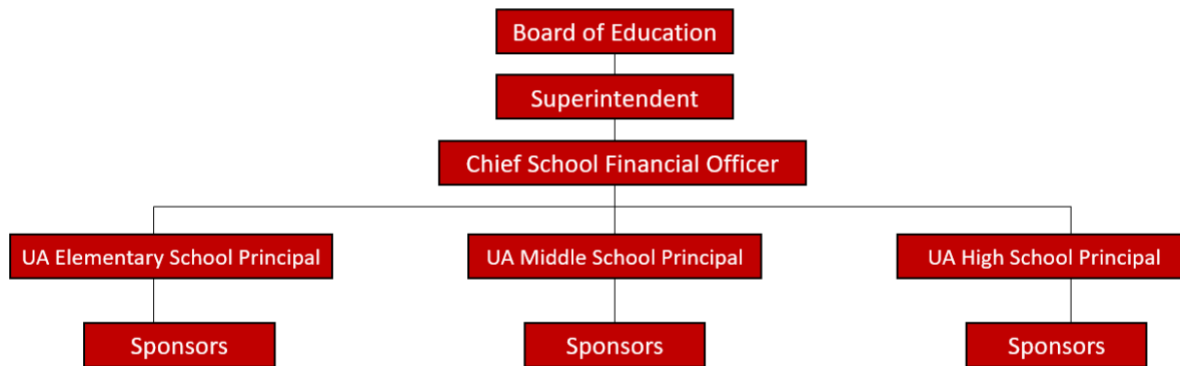 Board of Education
Superintendent
Chief School Financial Officer
UA Elementary School Principal
UA Middle School Principal
UA High School Principal
Sponsors
Sponsors
Sponsors